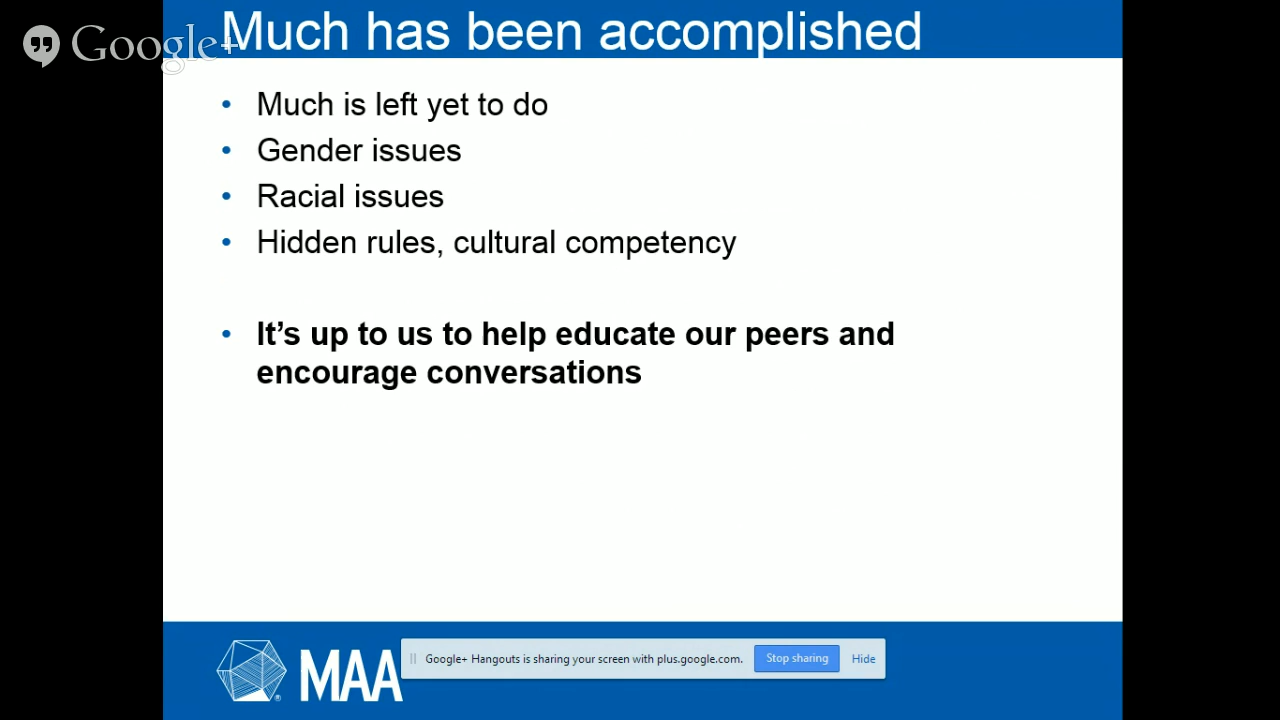 Google+
Much has been accomplished
• Much is left yet to do
• Gender issues
• Racial issues
• Hidden rules, cultural competency
• It’s up to us to help educate our peers and
encourage conversations
MAA
®
Google+ Hangouts is sharing your screen with plus.google.com.
Stop sharing
Hide